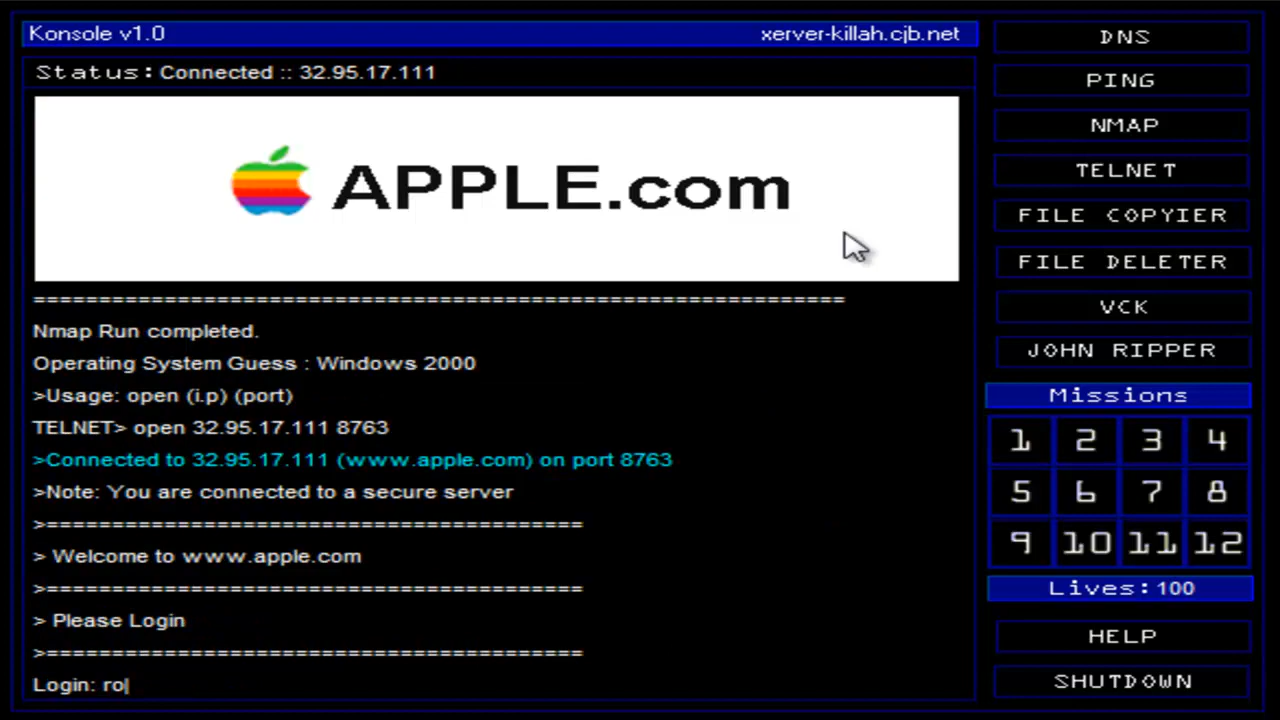 Konsole v1.0 xerver-killah.cjb.net
Status: Connected :: 32.95.17.111
APPLE.com
==============================================================
Nmap Run completed.
Operating System Guess : Windows 2000
>Usage: open (i.p) (port)
TELNET> open 32.95.17.111 8763
>Connected to 32.95.17.111 (www.apple.com) on port 8763
>Note: You are connected to a secure server
>=========================================
> Welcome to www.apple.com
>=========================================
> Please Login
>=========================================
Login: ro
DNS
PING
NMAP
TELNET
FILE COPYIER
FILE DELETER
VCK
JOHN RIPPER
Missions
1 2 3 4
5 6 7 8
9 10 11 12
Lives:100
HELP
SHUTDOWN